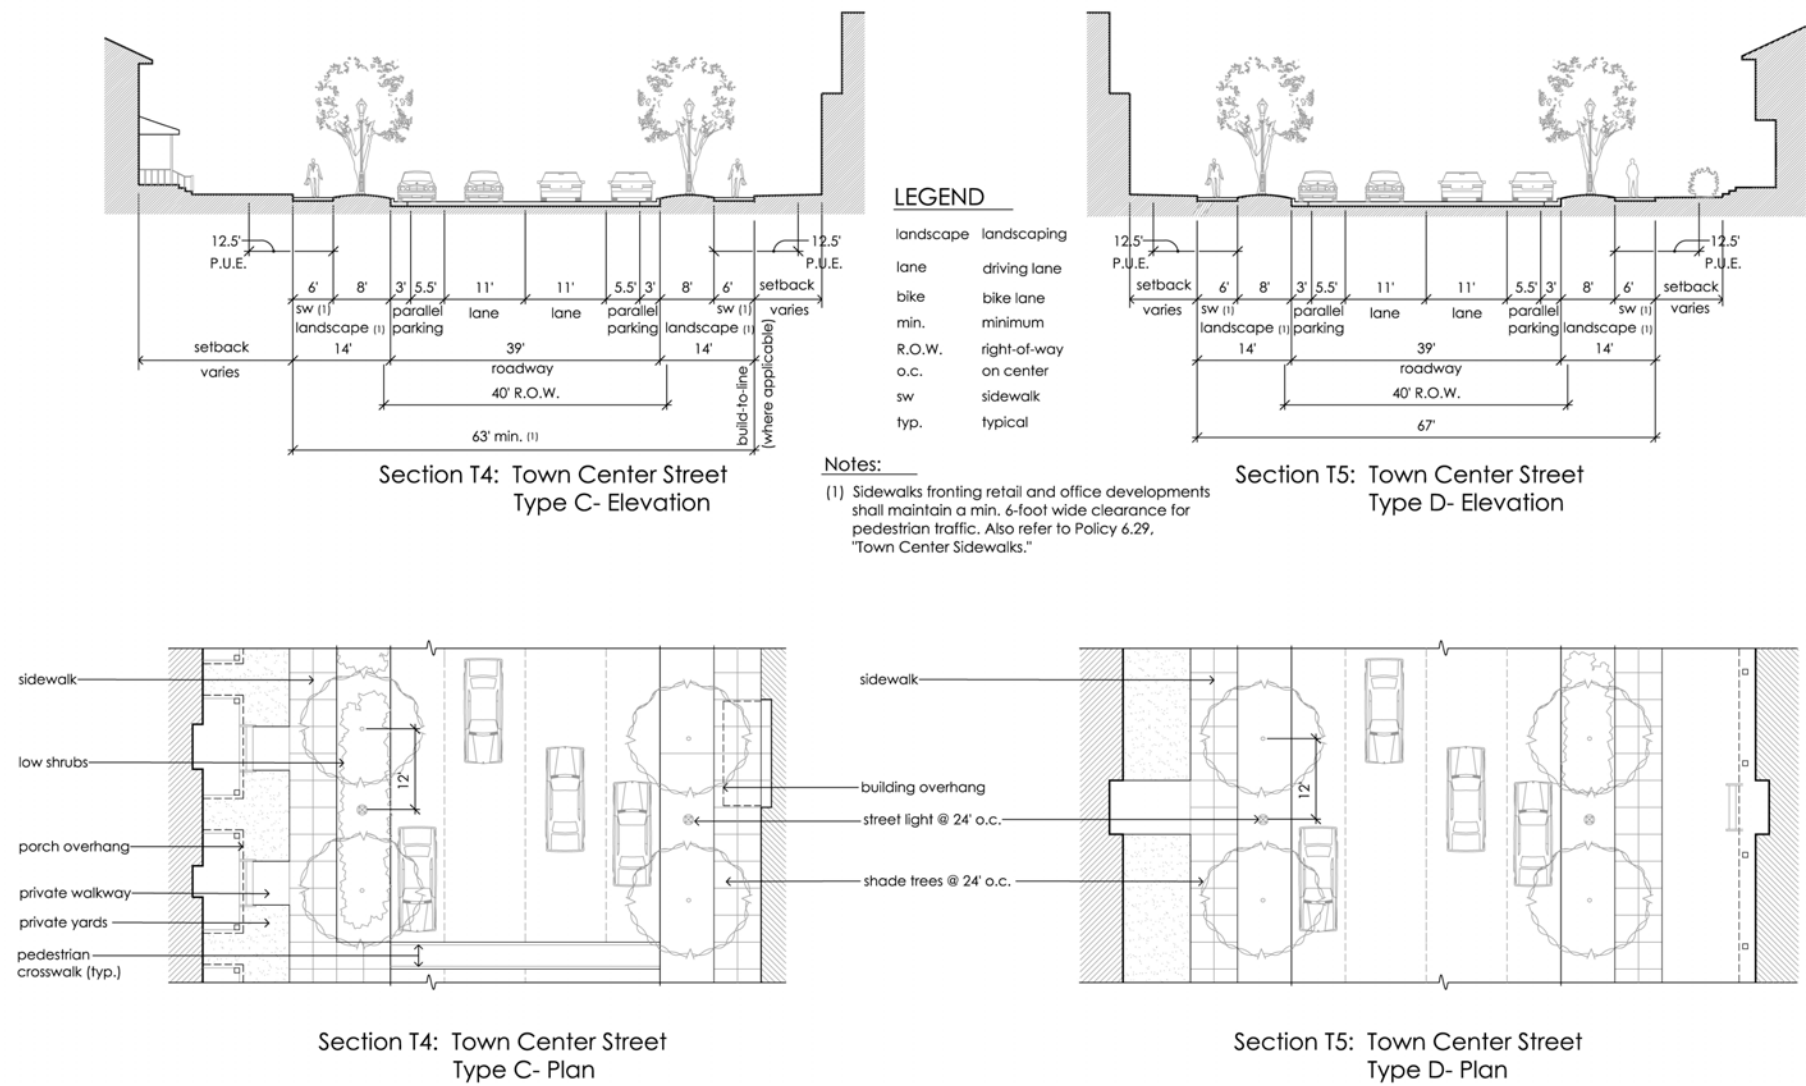 12.5'
P.U.E.
6' 8' 3' 5.5' 11' 11' 5.5' 3' 8' 6' setback
sw (1) parallel lane lane parallel sw (1) varies
landscape (1) parking parking landscape (1)
12.5'
P.U.E.
setback 14' 39' 14'
varies roadway
40' R.O.W.
63' min. (1)
build-to-line
(where applicable)
Section T4: Town Center Street
Type C- Elevation
LEGEND
landscape landscaping
lane driving lane
bike bike lane
min. minimum
R.O.W. right-of-way
o.c. on center
sw sidewalk
typ. typical
Notes:
(1) Sidewalks fronting retail and office developments
shall maintain a min. 6-foot wide clearance for
pedestrian traffic. Also refer to Policy 6.29,
"Town Center Sidewalks."
12.5'
P.U.E.
12.5'
P.U.E.
setback 6' 8' 3' 5.5' 11' 11' 5.5' 3' 8' 6' setback
varies sw (1) parallel lane lane parallel sw (1) varies
landscape (1) parking parking landscape (1)
14' 39' 14'
roadway
40' R.O.W.
67'
Section T5: Town Center Street
Type D- Elevation
sidewalk
low shrubs
12'
porch overhang
private walkway
private yards
pedestrian
crosswalk (typ.)
sidewalk
building overhang
street light @ 24' o.c.
shade trees @ 24' o.c.
12'
Section T4: Town Center Street
Type C- Plan
Section T5: Town Center Street
Type D- Plan